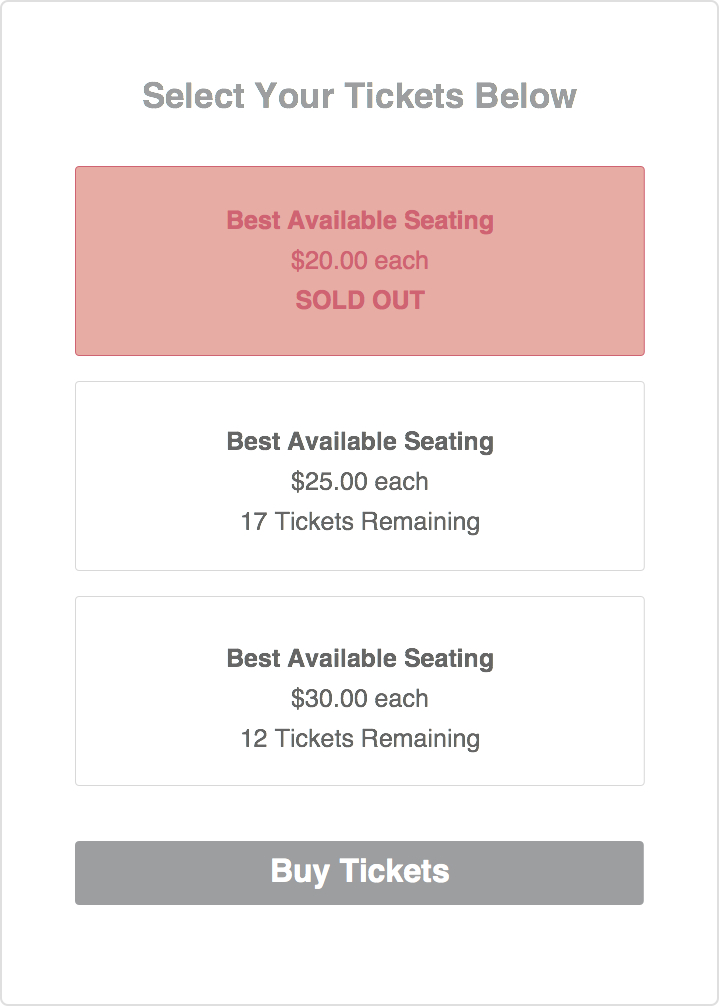 Select Your Tickets Below
Best Available Seating
$20.00 each
SOLD OUT
Best Available Seating
$25.00 each
17 Tickets Remaining
Best Available Seating
$30.00 each
12 Tickets Remaining
Buy Tickets